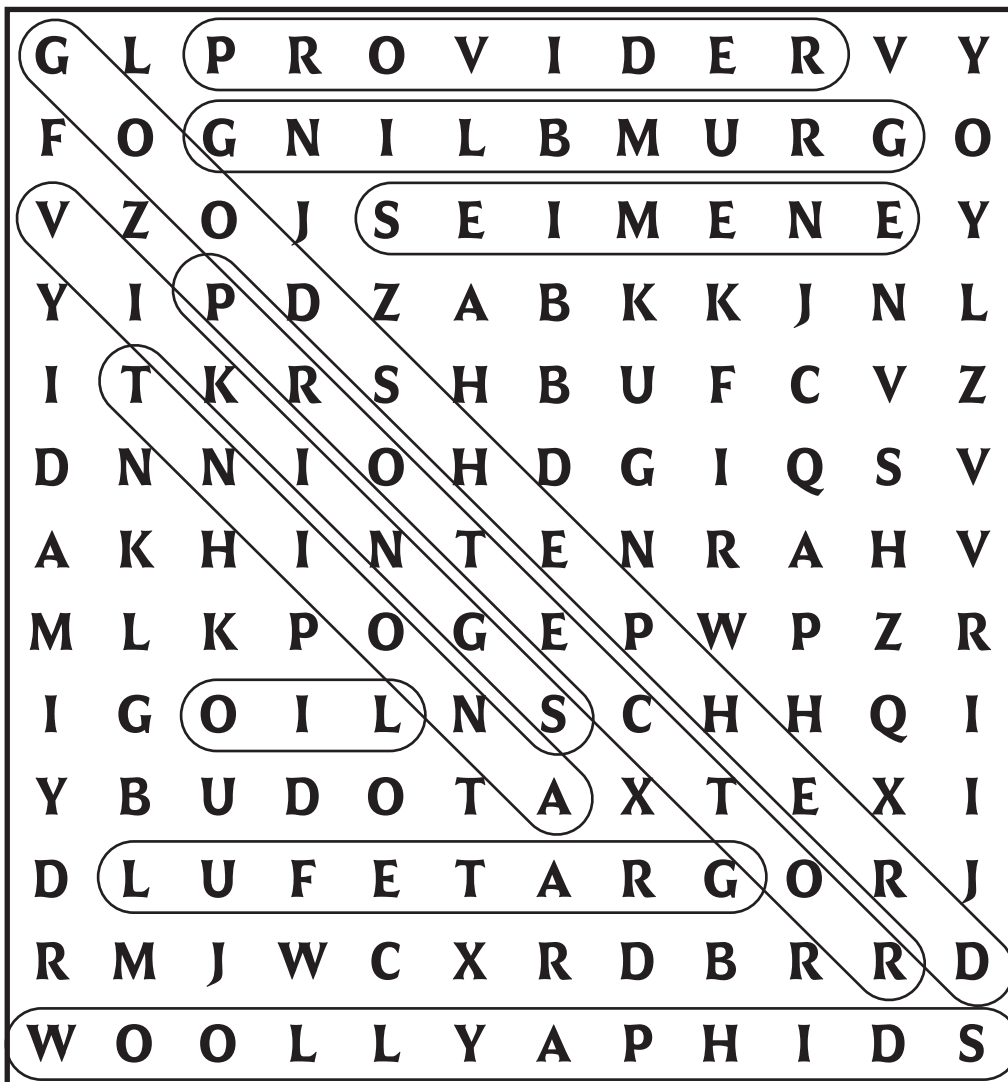 G L P R O V I D E R V Y
F O G N I L B M U R G O
V Z O J S E I M E N E Y
Y I P D Z A B K K J N L
I T K R S H B U F C V Z
D N N I O H D G I Q S V
A K H I N T E N R A H V
M L K P O G E P W P Z R
I G O I L N S C H H Q I
Y B U D O T A X T E X I
D L U F E T A R G O R J
R M J W C X R D B R R D
W O O L L Y A P H I D S